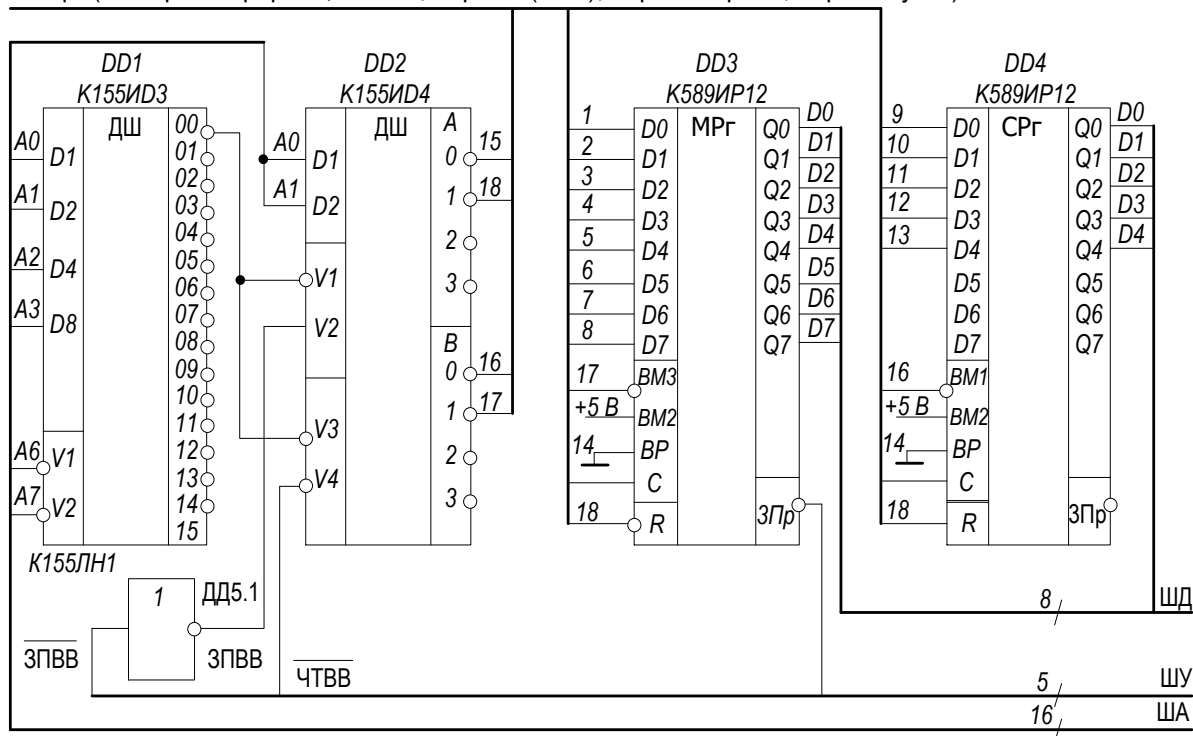 DD1
К155ИD3
ДШ
A0
A1
A2
A3
A6
A7
D1
D2
D4
D8
V1
V2
00
01
02
03
04
05
06
07
08
09
10
11
12
13
14
15
К155ЛН1
1
ДД5.1
ЗПВВ
ЗПВВ
DD2
К155ИD4
ДШ
A0
A1
D1
D2
V1
V2
V3
V4
A
0
1
2
3
B
0
1
2
3
15
18
16
17
ЧТВВ
DD3
К589ИР12
МРг
1
2
3
4
5
6
7
8
17
+5 В
14
18
D0
D1
D2
D3
D4
D5
D6
D7
ВМ3
ВМ2
ВР
C
R
Q0
Q1
Q2
Q3
Q4
Q5
Q6
Q7
ЗПр
D0
D1
D2
D3
D4
D5
D6
D7
DD4
К589ИР12
СРг
9
10
11
12
13
16
+5 В
14
18
D0
D1
D2
D3
D4
D5
D6
D7
ВМ1
ВМ2
ВР
C
R
Q0
Q1
Q2
Q3
Q4
Q5
Q6
Q7
ЗПр
D0
D1
D2
D3
D4
8
ШД
5
ШУ
16
ША